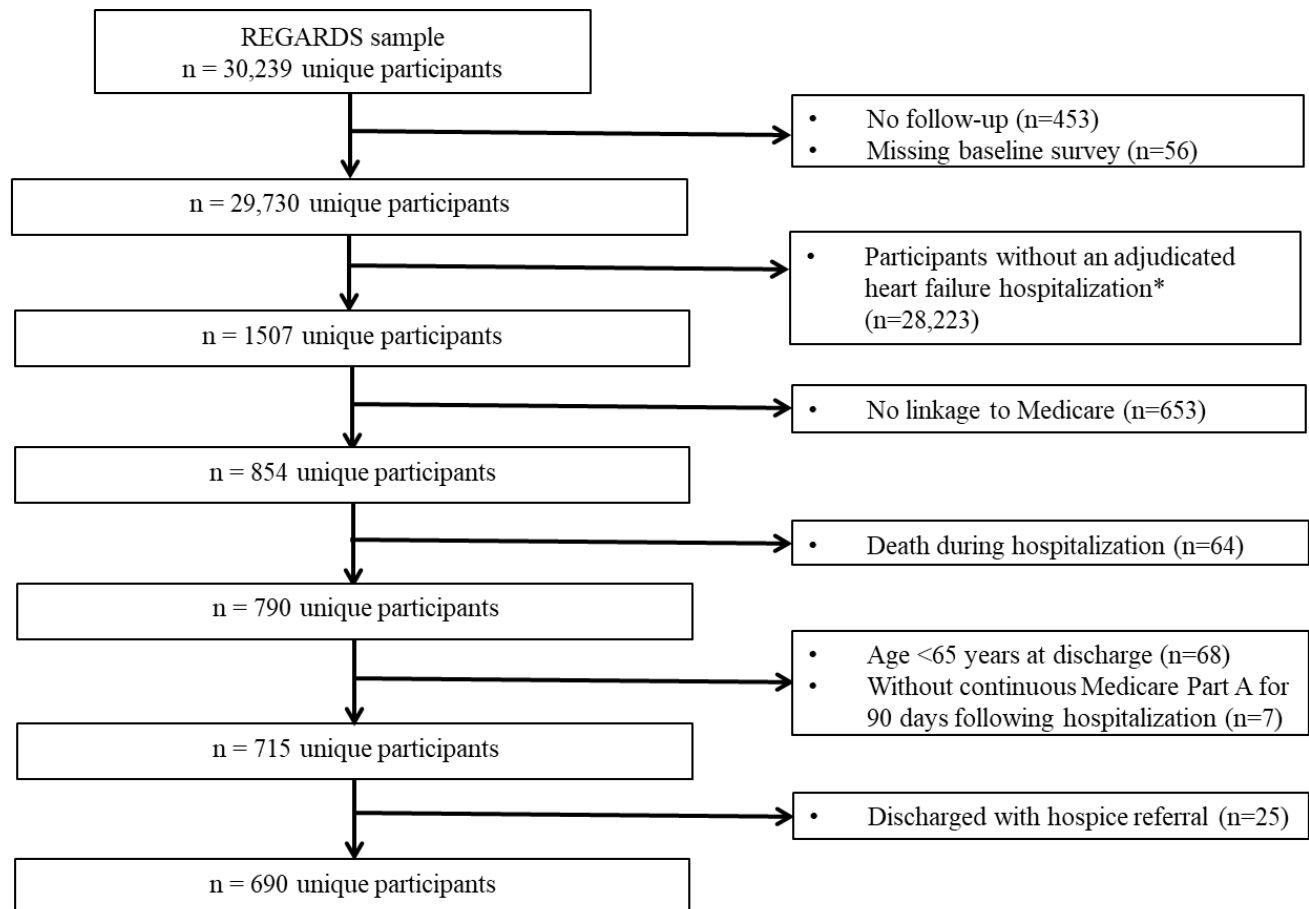 REGARDS sample
n = 30,239 unique participants
• No follow-up (n=453)
• Missing baseline survey (n=56)
n = 29,730 unique participants
• Participants without an adjudicated
heart failure hospitalization*
(n=28,223)
n = 1507 unique participants
• No linkage to Medicare (n=653)
n = 854 unique participants
• Death during hospitalization (n=64)
n = 790 unique participants
• Age <65 years at discharge (n=68)
• Without continuous Medicare Part A for
90 days following hospitalization (n=7)
n = 715 unique participants
• Discharged with hospice referral (n=25)
n = 690 unique participants